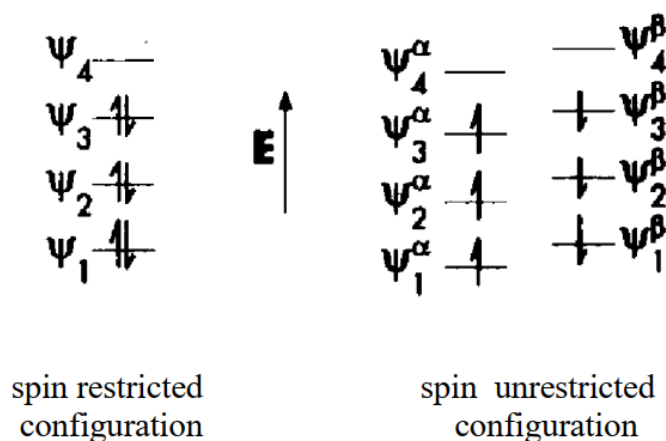 Ψ4
Ψ3
Ψ2
Ψ1
E
Ψ4α
Ψ3α
Ψ2α
Ψ1α
Ψ4β
Ψ3β
Ψ2β
Ψ1β
spin restricted
configuration
spin unrestricted
configuration